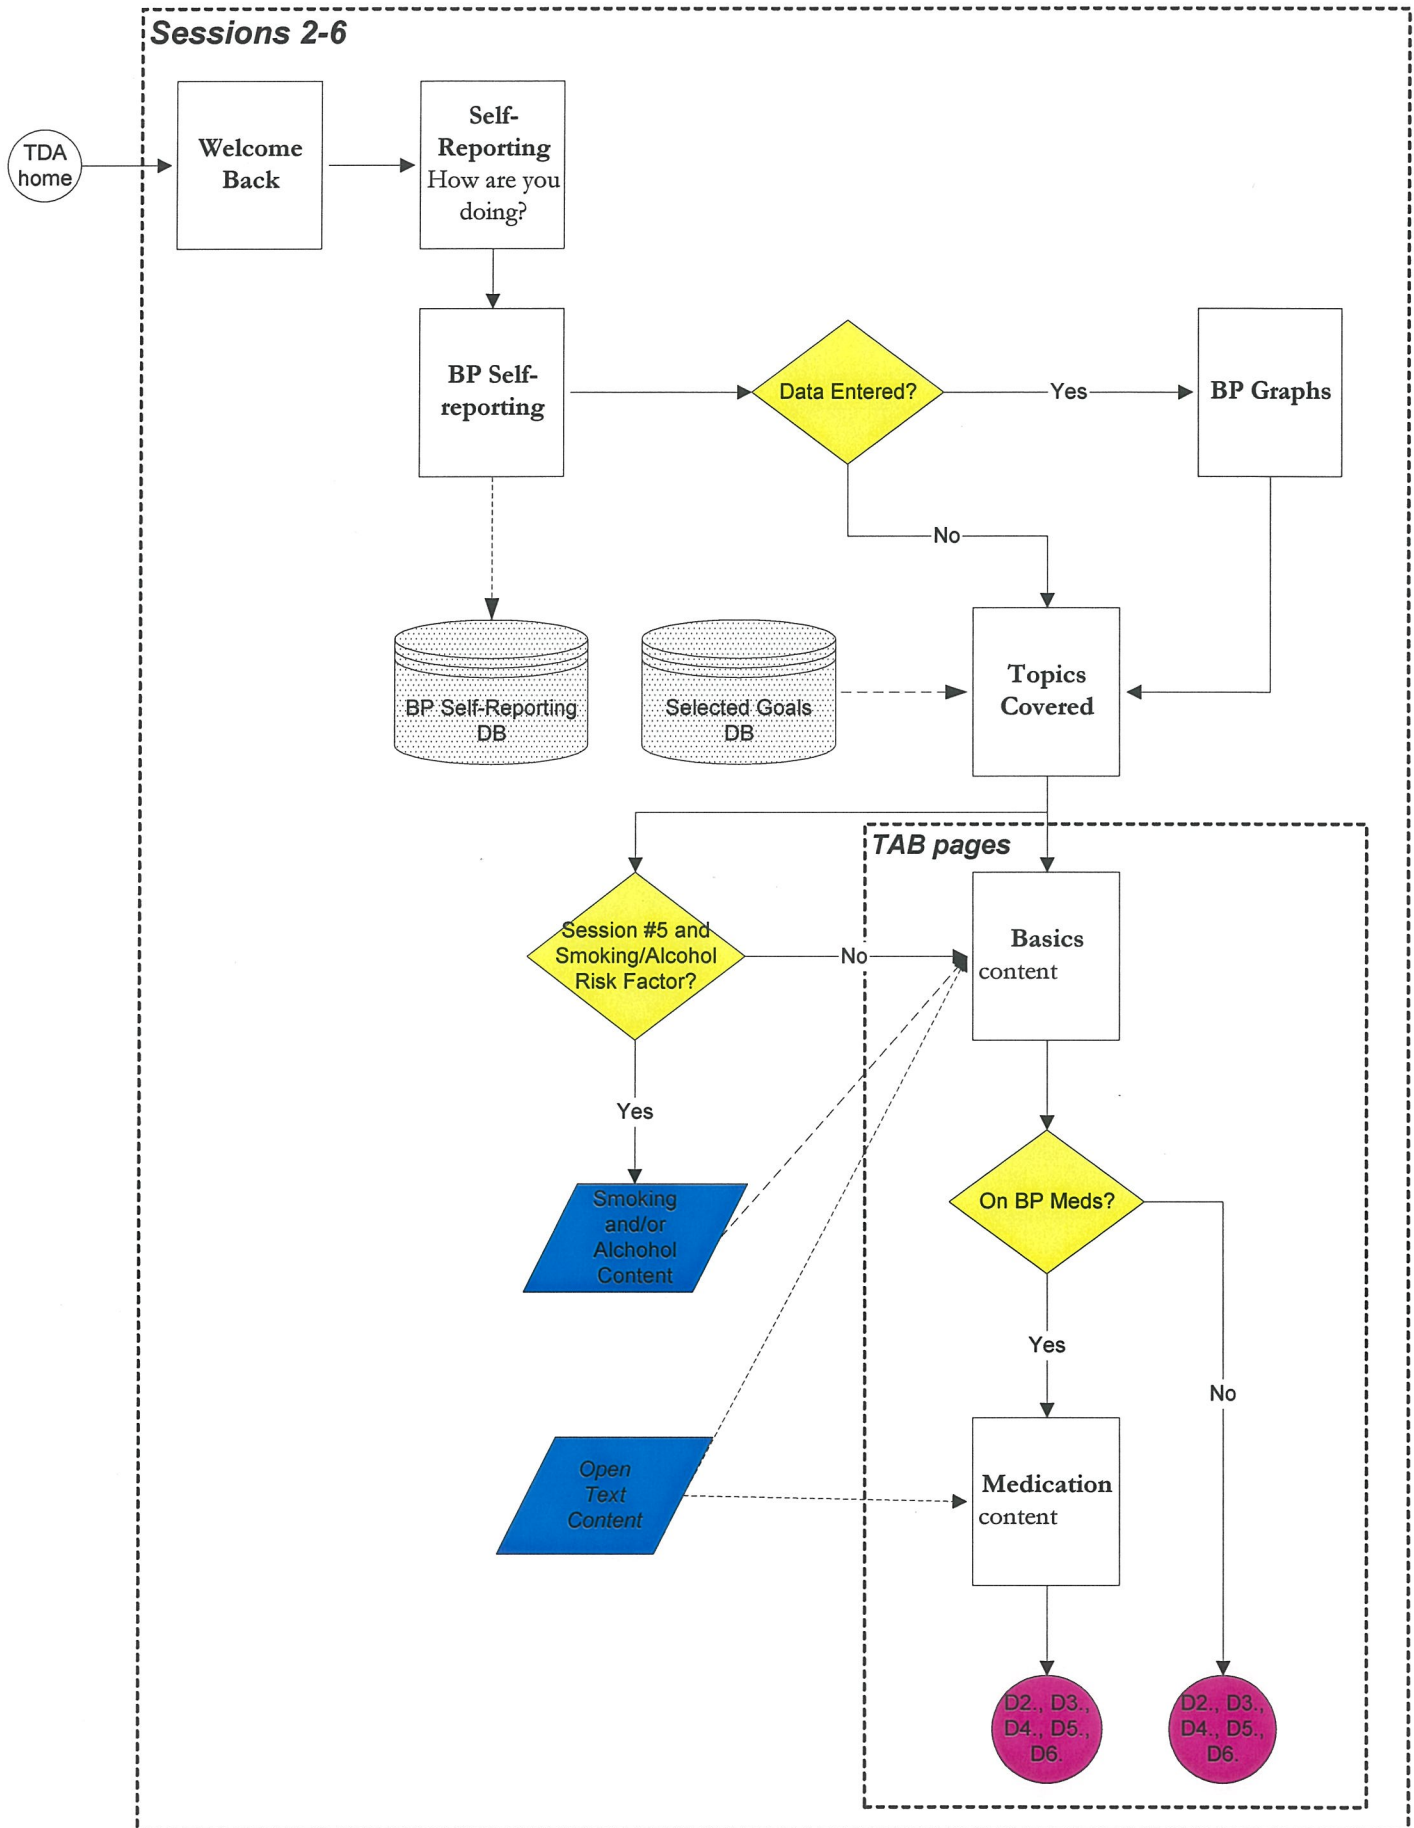 Sessions 2-6
TDA
home
Welcome
Back
Self-
Reporting
How are you
doing?
BP Self-
reporting
Data Entered?
Yes
BP Graphs
No
BP Self-Reporting
DB
Selected Goals
DB
Topics
Covered
TAB pages
Session #5 and
Smoking/Alcohol
Risk Factor?
No
Basics
content
Yes
Smoking
and/or
Alchohol
Content
On BP Meds?
Yes
No
Open
Text
Content
Medication
content
D2., D3.,
D4., D5.,
D6.
D2., D3.,
D4., D5.,
D6.